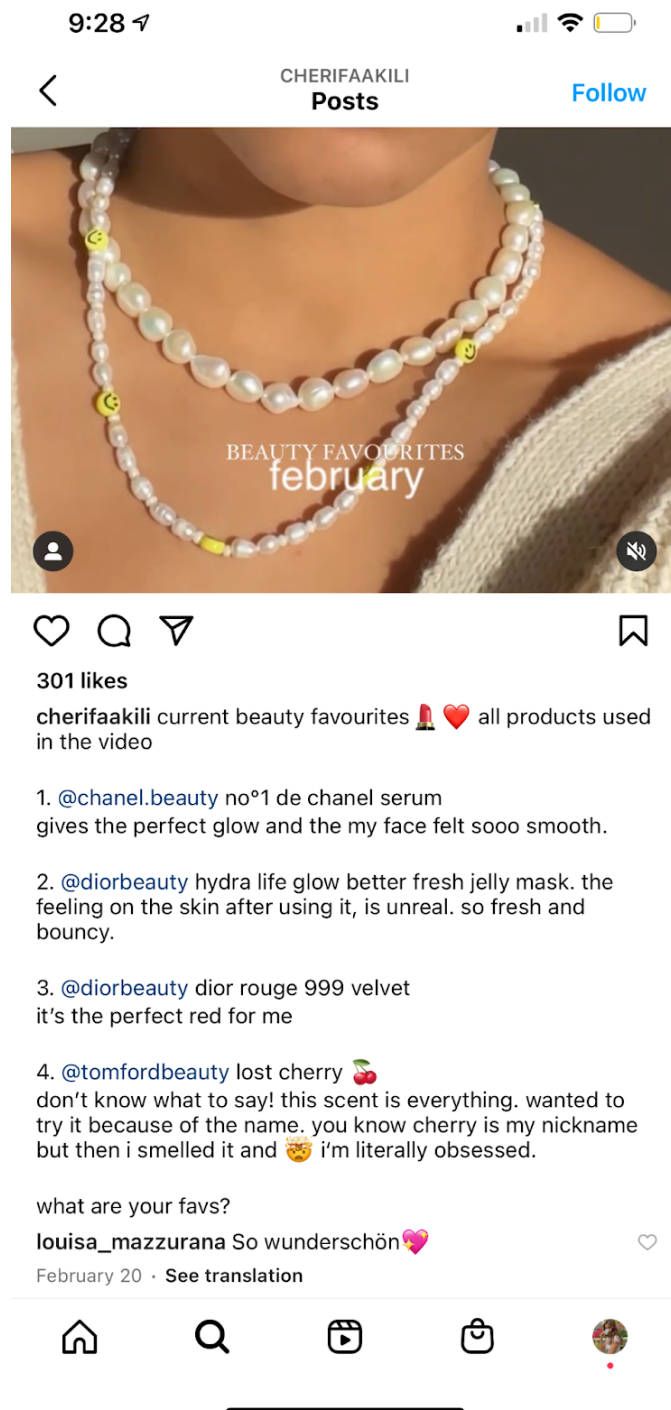 9:28
CHERIFAAKILI
Posts
Follow
BEAUTY FAVOURITES
february
301 likes
cherifaakili current beauty favourites💄❤️ all products used
in the video
1. @chanel.beauty no°1 de chanel serum
gives the perfect glow and the my face felt sooo smooth.
2. @diorbeauty hydra life glow better fresh jelly mask. the
feeling on the skin after using it, is unreal. so fresh and
bouncy.
3. @diorbeauty dior rouge 999 velvet
it's the perfect red for me
4. @tomfordbeauty lost cherry 🍒
don't know what to say! this scent is everything. wanted to
try it because of the name. you know cherry is my nickname
but then i smelled it and 🤯 i'm literally obsessed.
what are your favs?
louisa_mazzurana So wunderschön💖
February 20 · See translation